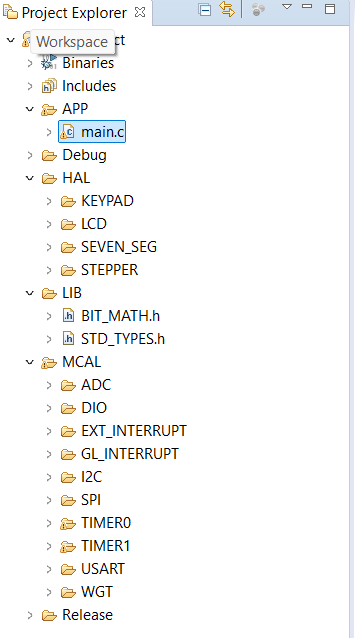 Project Explorer
Workspace ct
Binaries
Includes
APP
main.c
Debug
HAL
KEYPAD
LCD
SEVEN_SEG
STEPPER
LIB
BIT_MATH.h
STD_TYPES.h
MCAL
ADC
DIO
EXT_INTERRUPT
GL_INTERRUPT
I2C
SPI
TIMER0
TIMER1
USART
WGT
Release